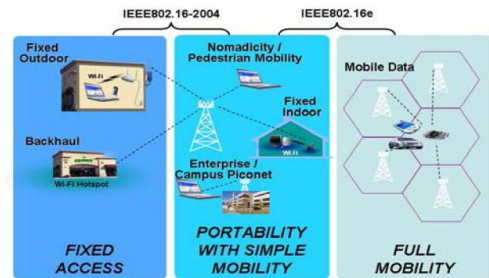 IEEE802.16-2004
IEEE802.16e
Fixed
Outdoor
Wi-Fi
Backhaul
Wi-Fi Hotspot
FIXED
ACCESS
Nomadicity /
Pedestrian Mobility
Fixed
Indoor
Wi-Fi
Enterprise /
Campus Piconet
PORTABILITY
WITH SIMPLE
MOBILITY
Mobile Data
FULL
MOBILITY